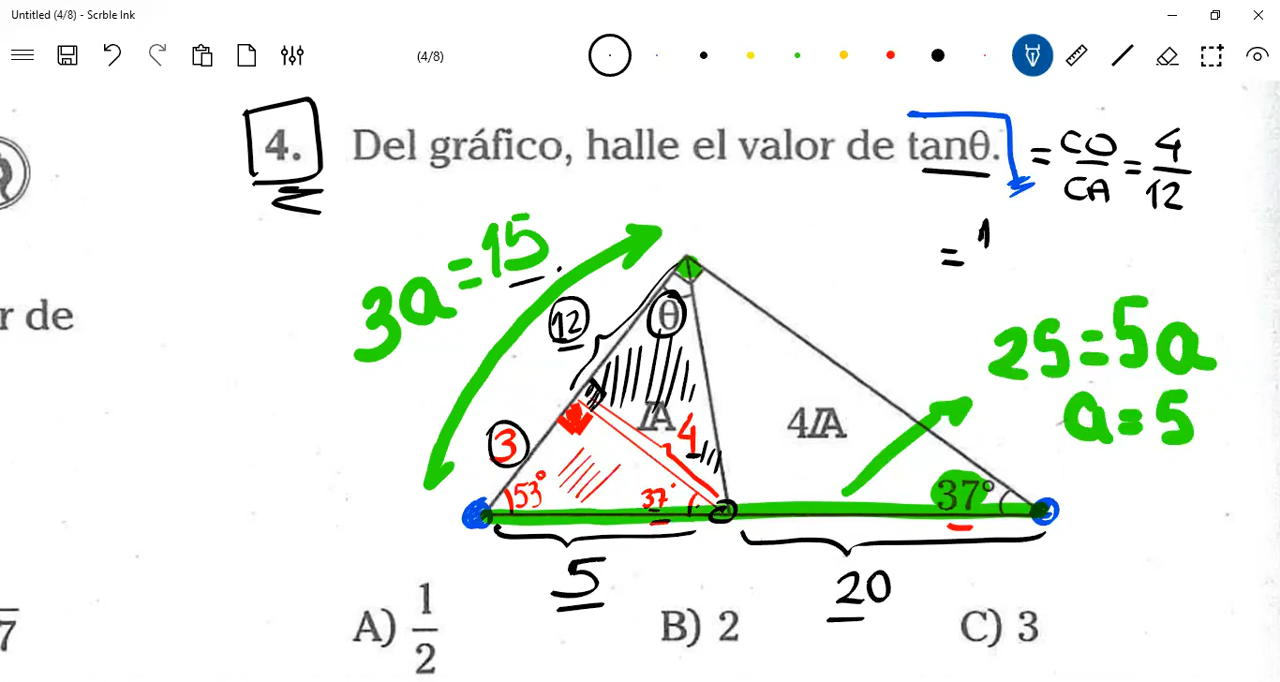 Untitled (4/8) - Scrble Ink
(4/8)
4. Del gráfico, halle el valor de tanθ. = CO/CA = 4/12
= 1
3a=15
r de
12
θ
25=5a
a=5
A
4
4A
3
53°
37°
37°
5
20
7
A) 1/2
B) 2
C) 3